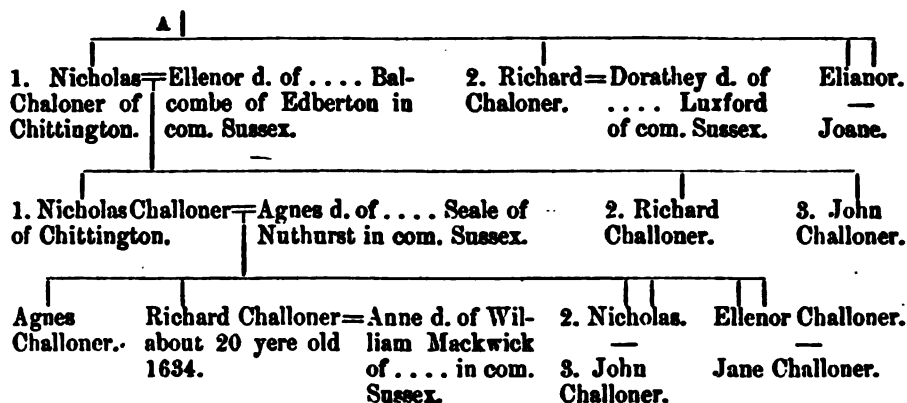 A
1. Nicholas=Ellenor d. of .... Bal-
Chaloner of combe of Edberton in
Chittington. com. Sussex.
2. Richard=Dorathey d. of
Chaloner. .... Luxford
of com. Sussex.
Elianor.
—
Joane.
1. Nicholas Challoner=Agnes d. of .... Seale of
of Chittington. Nuthurst in com. Sussex.
2. Richard
Challoner.
3. John
Challoner.
Agnes
Challoner.
Richard Challoner=Anne d. of Wil-
about 20 yere old liam Mackwick
1634. of .... in com.
Sussex.
2. Nicholas.
—
3. John
Challoner.
Ellenor Challoner.
—
Jane Challoner.